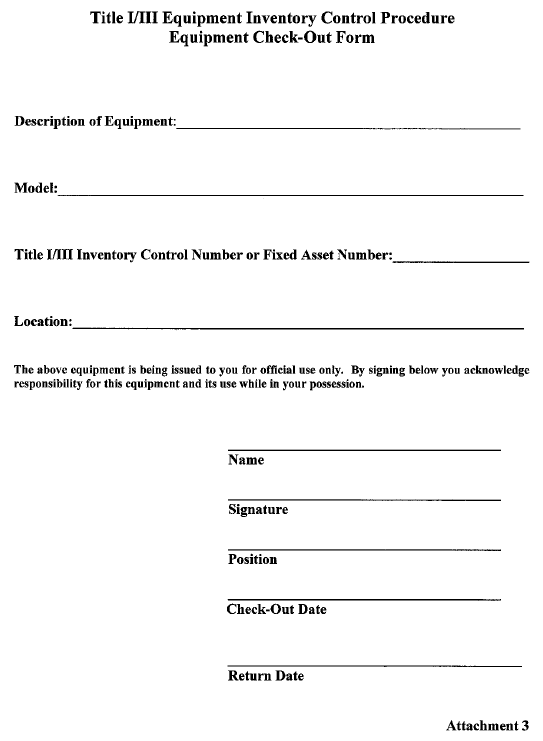 Title I/III Equipment Inventory Control Procedure
Equipment Check-Out Form
Description of Equipment:
Model:
Title I/III Inventory Control Number or Fixed Asset Number:
Location:
The above equipment is being issued to you for official use only. By signing below you acknowledge
responsibility for this equipment and its use while in your possession.
Name
Signature
Position
Check-Out Date
Return Date
Attachment 3